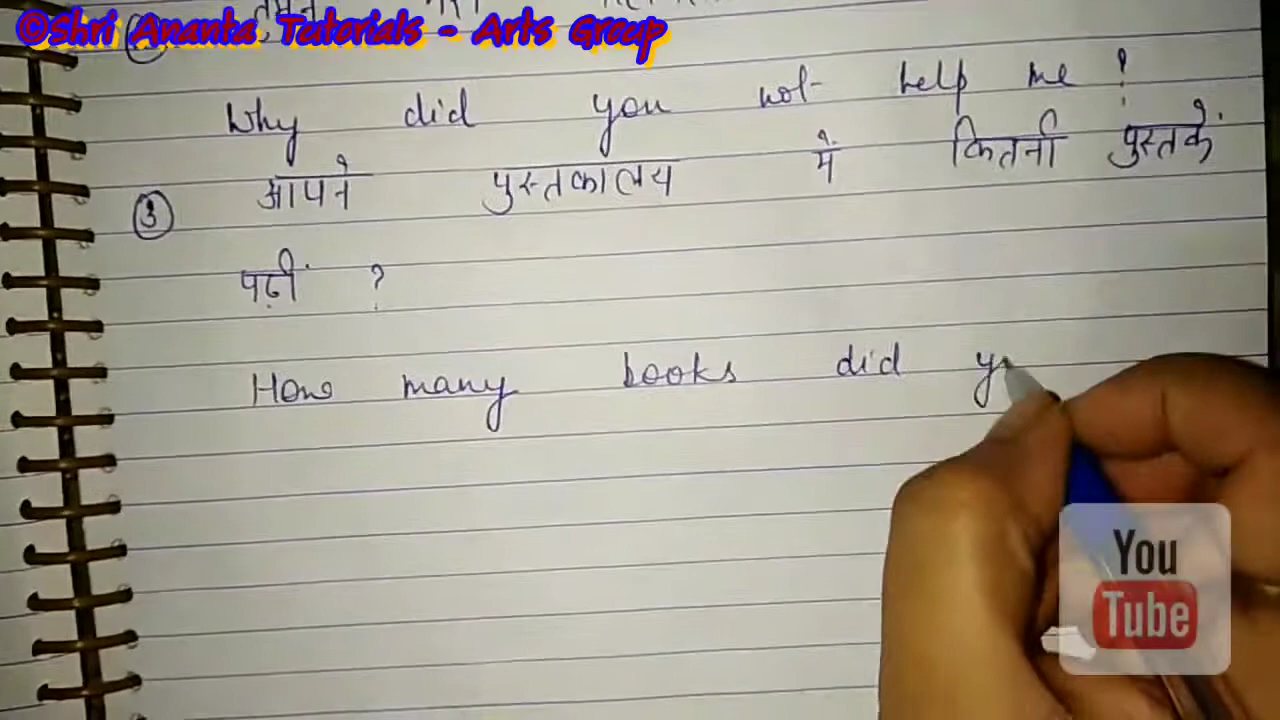 ©Shri Ananta Tutorials - Arts Group
Why did you not help me ?
③ आपने पुस्तकालय में कितनी पुस्तकें
पढ़ीं ?
How many books did y
You
Tube